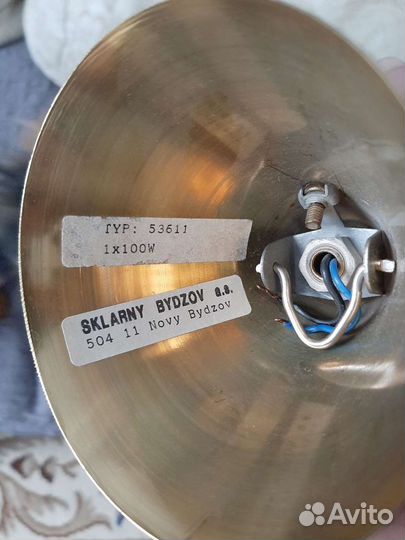 TYP: 53611
1x100W
SKLARNY BYDZOV a.s.
504 11 Novy Bydzov
Avito